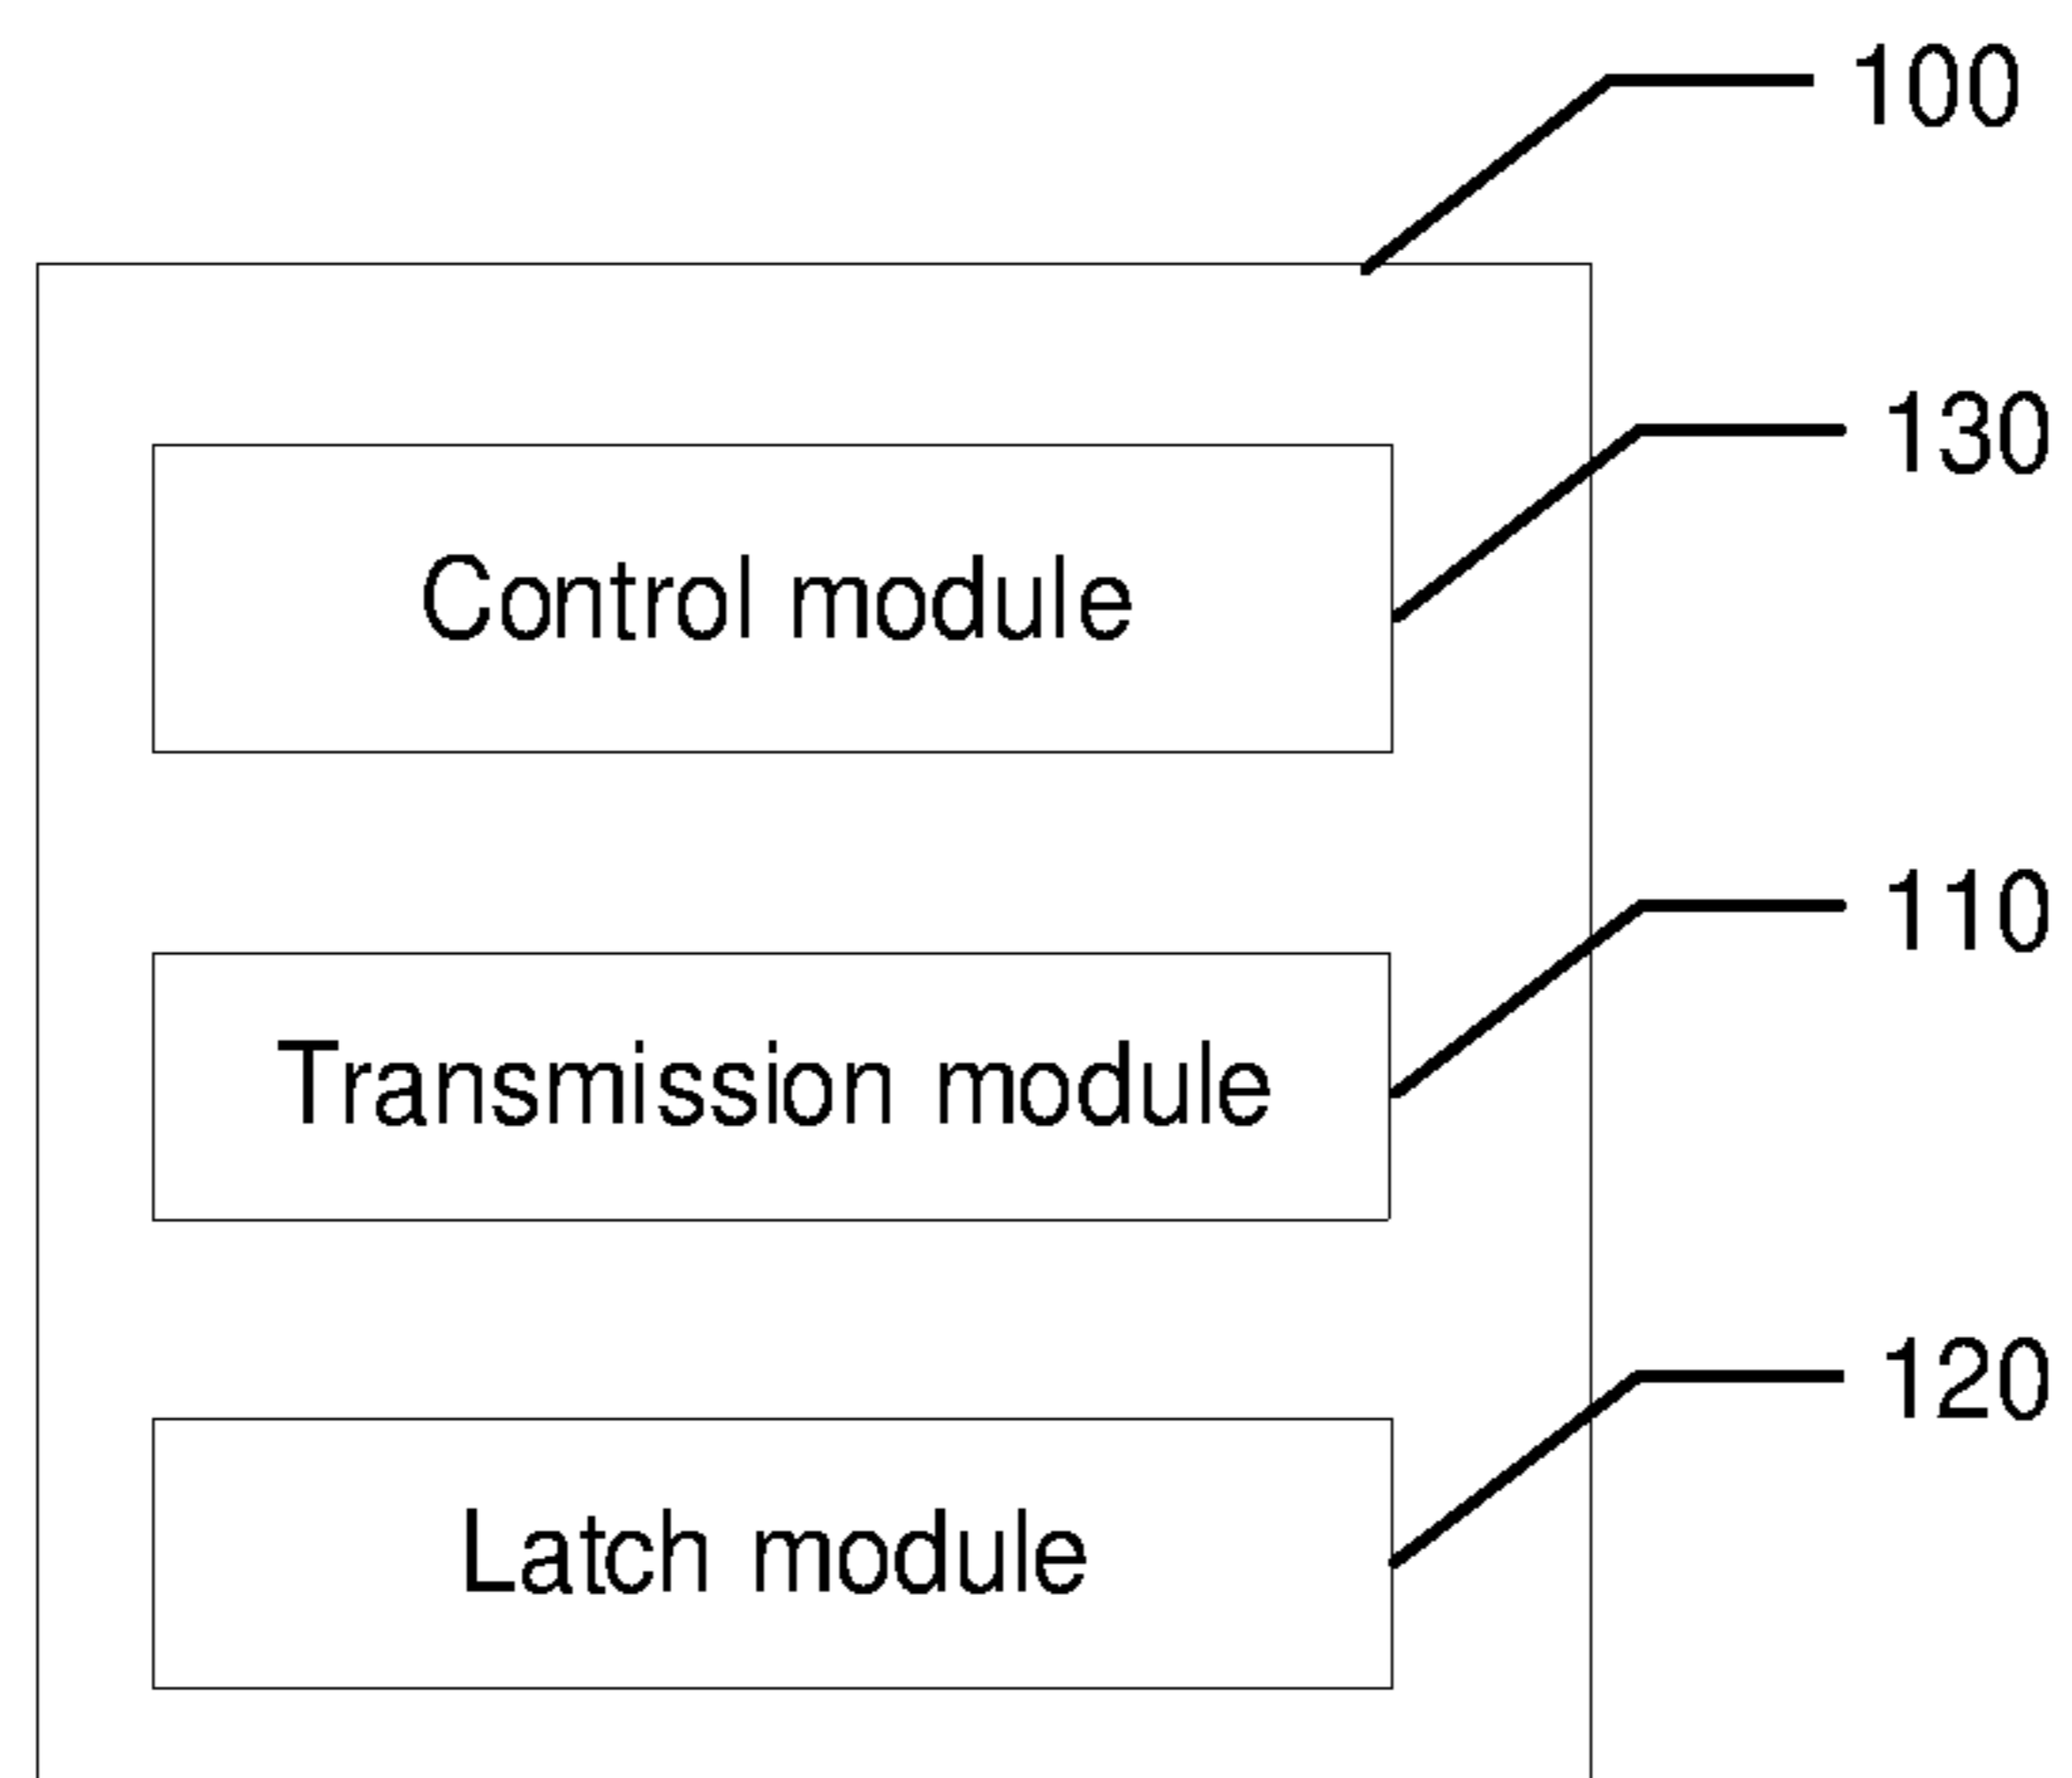 100
130
Control module
110
Transmission module
120
Latch module